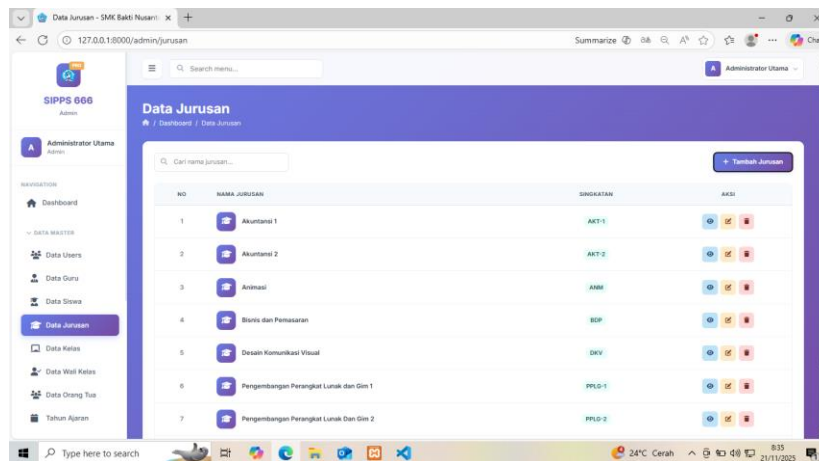 Data Jurusan - SMK Bakti Nusant
127.0.0.1:8000/admin/jurusan
Summarize
SIPPS 666
Admin
Search menu...
A Administrator Utama
Data Jurusan
/ Dashboard / Data Jurusan
A Administrator Utama
Admin
NAVIGATION
Dashboard
DATA MASTER
Data Users
Data Guru
Data Siswa
Data Jurusan
Data Kelas
Data Wali Kelas
Data Orang Tua
Tahun Ajaran
Cari nama jurusan...
+ Tambah Jurusan
NO NAMA JURUSAN SINGKATAN AKSI
1 Akuntansi 1 AKT-1
2 Akuntansi 2 AKT-2
3 Animasi ANM
4 Bisnis dan Pemasaran BDP
5 Desain Komunikasi Visual DKV
6 Pengembangan Perangkat Lunak dan Gim 1 PPLG-1
7 Pengembangan Perangkat Lunak Dan Gim 2 PPLG-2
Type here to search
24°C Cerah
8:35
21/11/2025